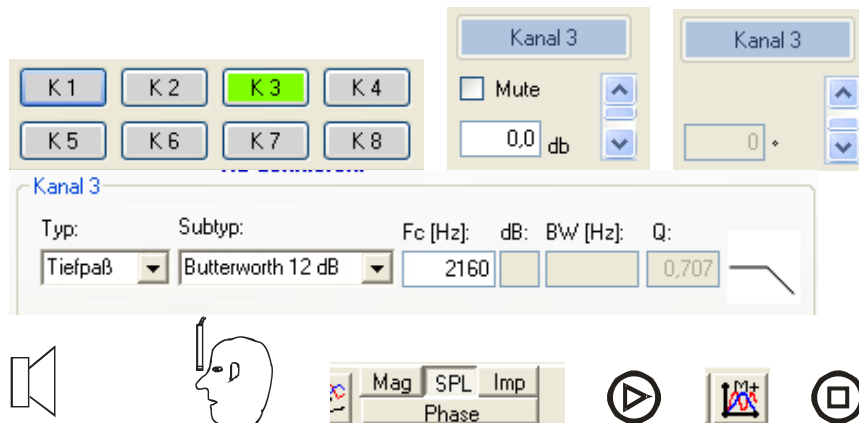 Kanal 3
Kanal 3
K 1 K 2 K 3 K 4
Mute
K 5 K 6 K 7 K 8
0,0 db
0 °
Kanal 3
Typ: Subtyp: Fc [Hz]: dB: BW [Hz]: Q:
Tiefpaß Butterworth 12 dB 2160 0,707
Mag SPL Imp
Phase
M+